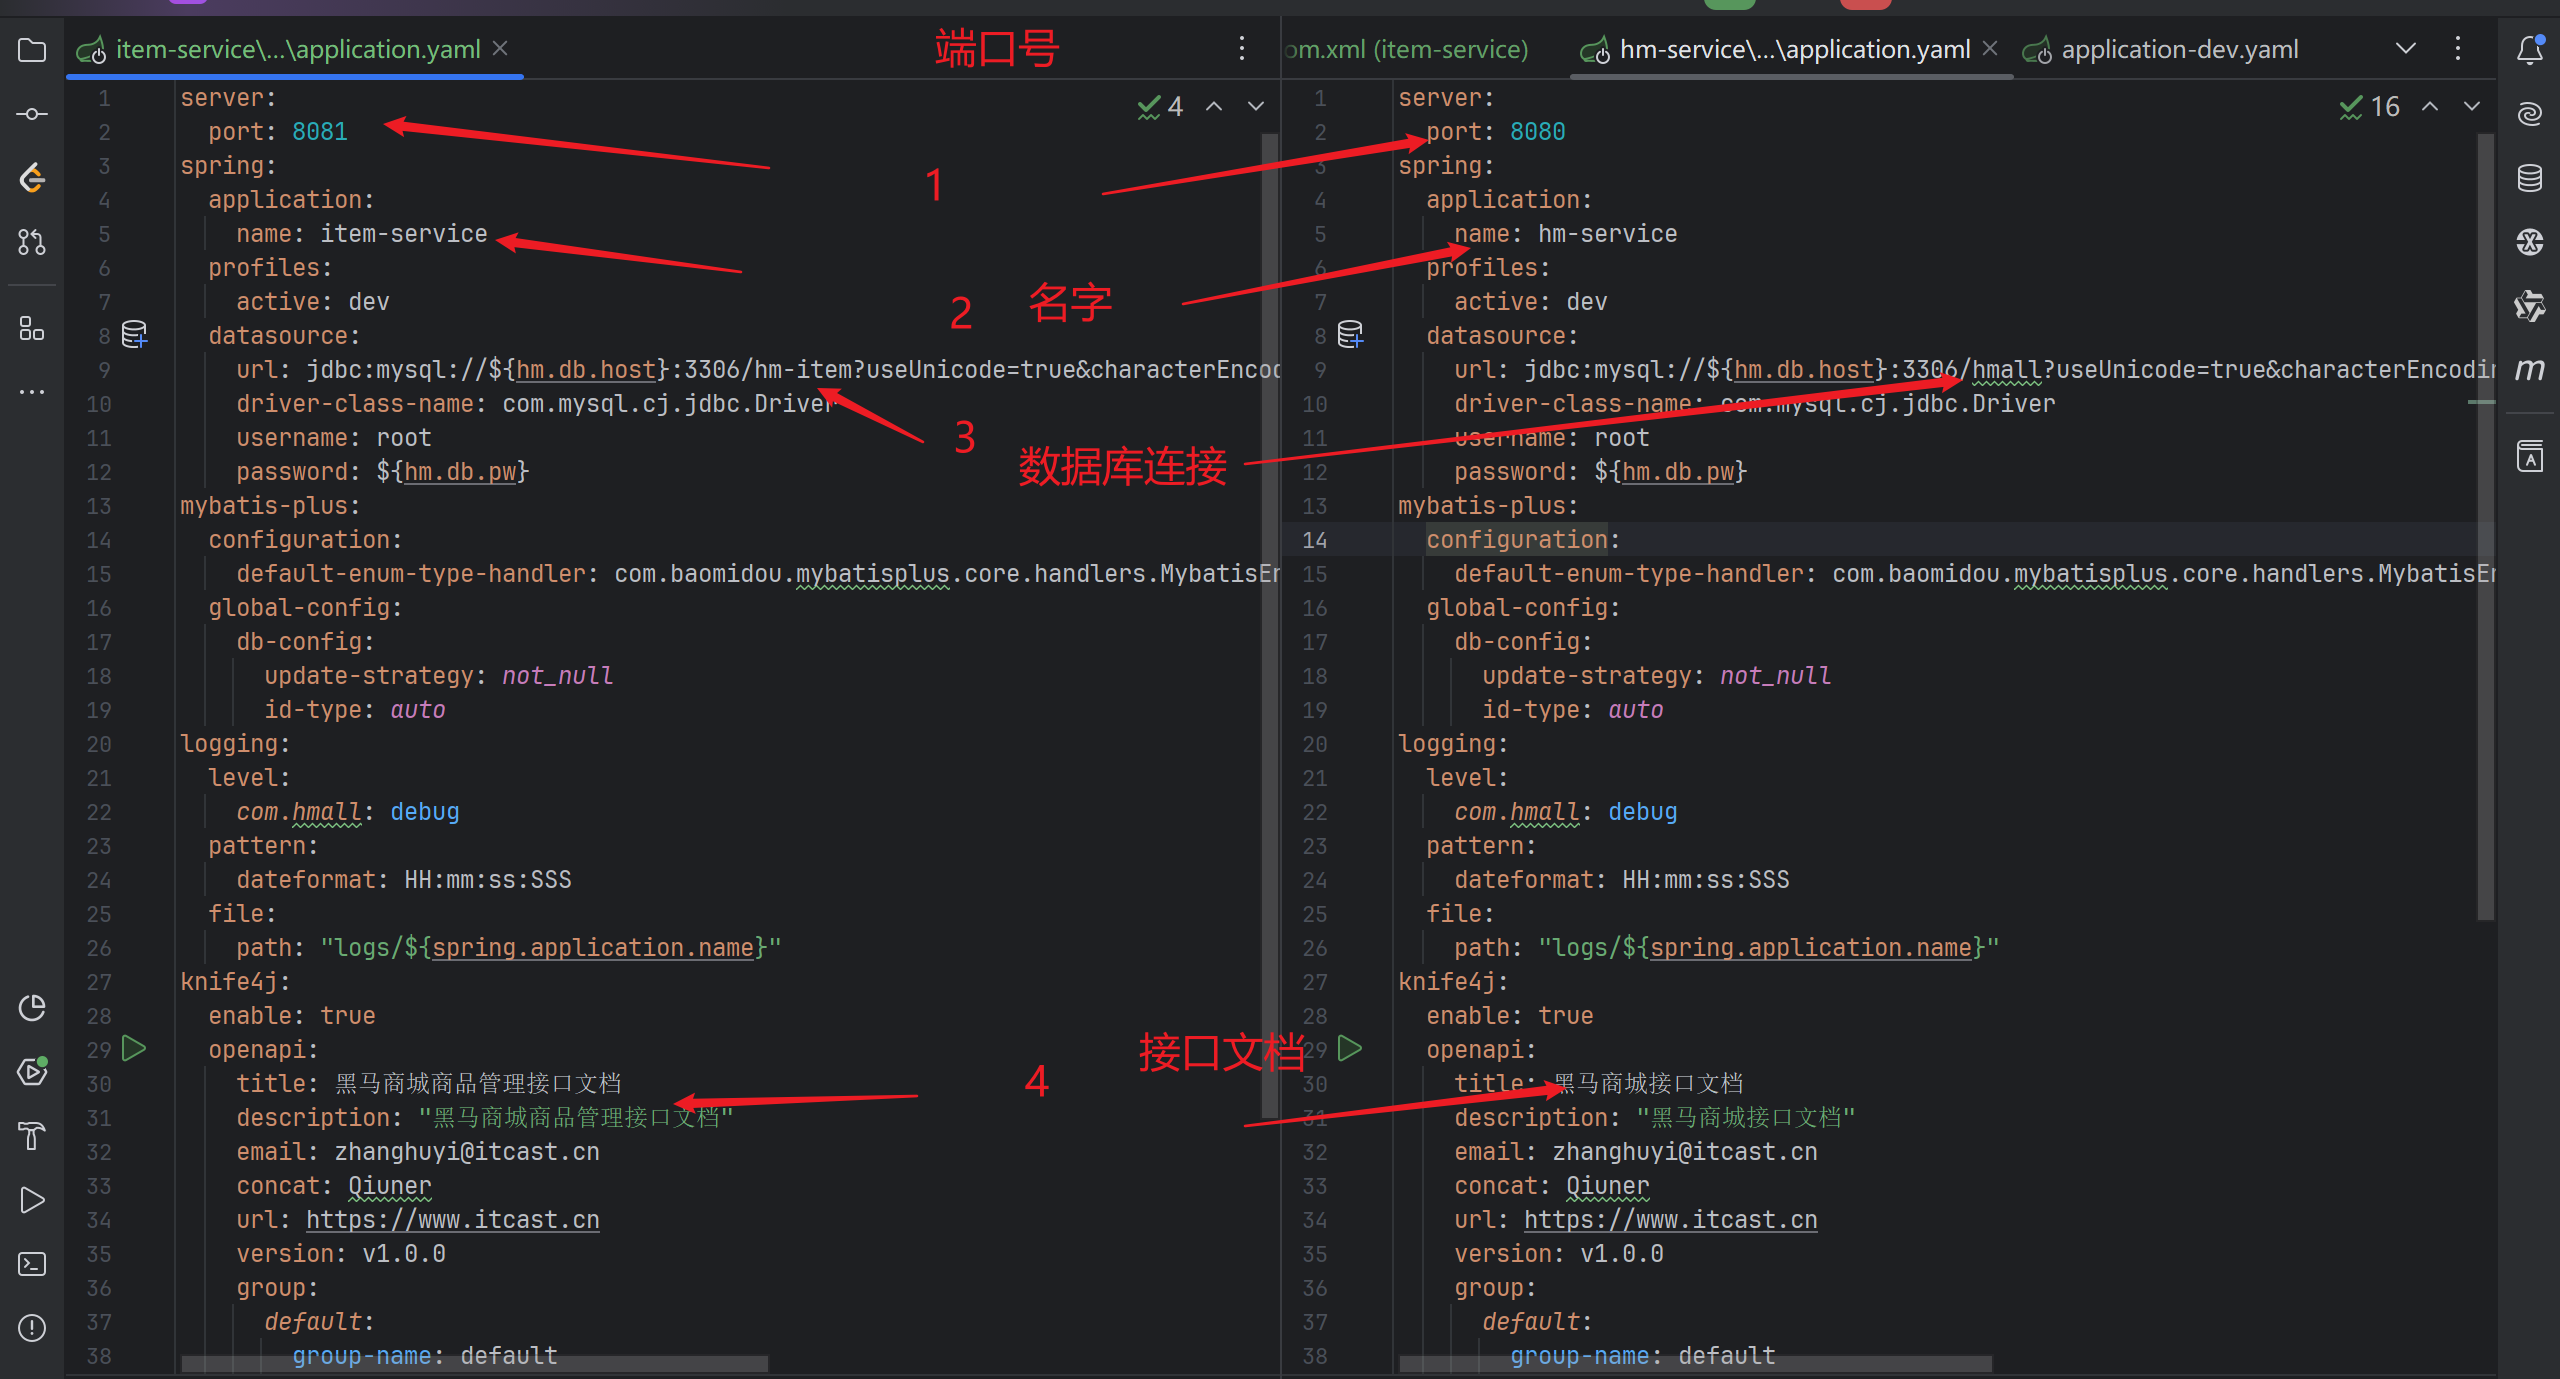 item-service\...\application.yaml
端口号
om.xml (item-service)
hm-service\...\application.yaml
application-dev.yaml
4
1 server:
2 port: 8081
3 spring:
4 application:
5 name: item-service
6 profiles:
7 active: dev
8 datasource:
9 url: jdbc:mysql://${hm.db.host}:3306/hm-item?useUnicode=true&characterEncod
10 driver-class-name: com.mysql.cj.jdbc.Driver
11 username: root
12 password: ${hm.db.pw}
13 mybatis-plus:
14 configuration:
15 default-enum-type-handler: com.baomidou.mybatisplus.core.handlers.MybatisEn
16 global-config:
17 db-config:
18 update-strategy: not_null
19 id-type: auto
20 logging:
21 level:
22 com.hmall: debug
23 pattern:
24 dateformat: HH:mm:ss:SSS
25 file:
26 path: "logs/${spring.application.name}"
27 knife4j:
28 enable: true
29 openapi:
30 title: 黑马商城商品管理接口文档
31 description: "黑马商城商品管理接口文档"
32 email: zhanghuyi@itcast.cn
33 concat: Qiuner
34 url: https://www.itcast.cn
35 version: v1.0.0
36 group:
37 default:
38 group-name: default
1
2 名字
3
数据库连接
4 接口文档
16
1 server:
2 port: 8080
3 spring:
4 application:
5 name: hm-service
6 profiles:
7 active: dev
8 datasource:
9 url: jdbc:mysql://${hm.db.host}:3306/hmall?useUnicode=true&characterEncodin
10 driver-class-name: com.mysql.cj.jdbc.Driver
11 username: root
12 password: ${hm.db.pw}
13 mybatis-plus:
14 configuration:
15 default-enum-type-handler: com.baomidou.mybatisplus.core.handlers.MybatisEn
16 global-config:
17 db-config:
18 update-strategy: not_null
19 id-type: auto
20 logging:
21 level:
22 com.hmall: debug
23 pattern:
24 dateformat: HH:mm:ss:SSS
25 file:
26 path: "logs/${spring.application.name}"
27 knife4j:
28 enable: true
29 openapi:
30 title: 黑马商城接口文档
31 description: "黑马商城接口文档"
32 email: zhanghuyi@itcast.cn
33 concat: Qiuner
34 url: https://www.itcast.cn
35 version: v1.0.0
36 group:
37 default:
38 group-name: default